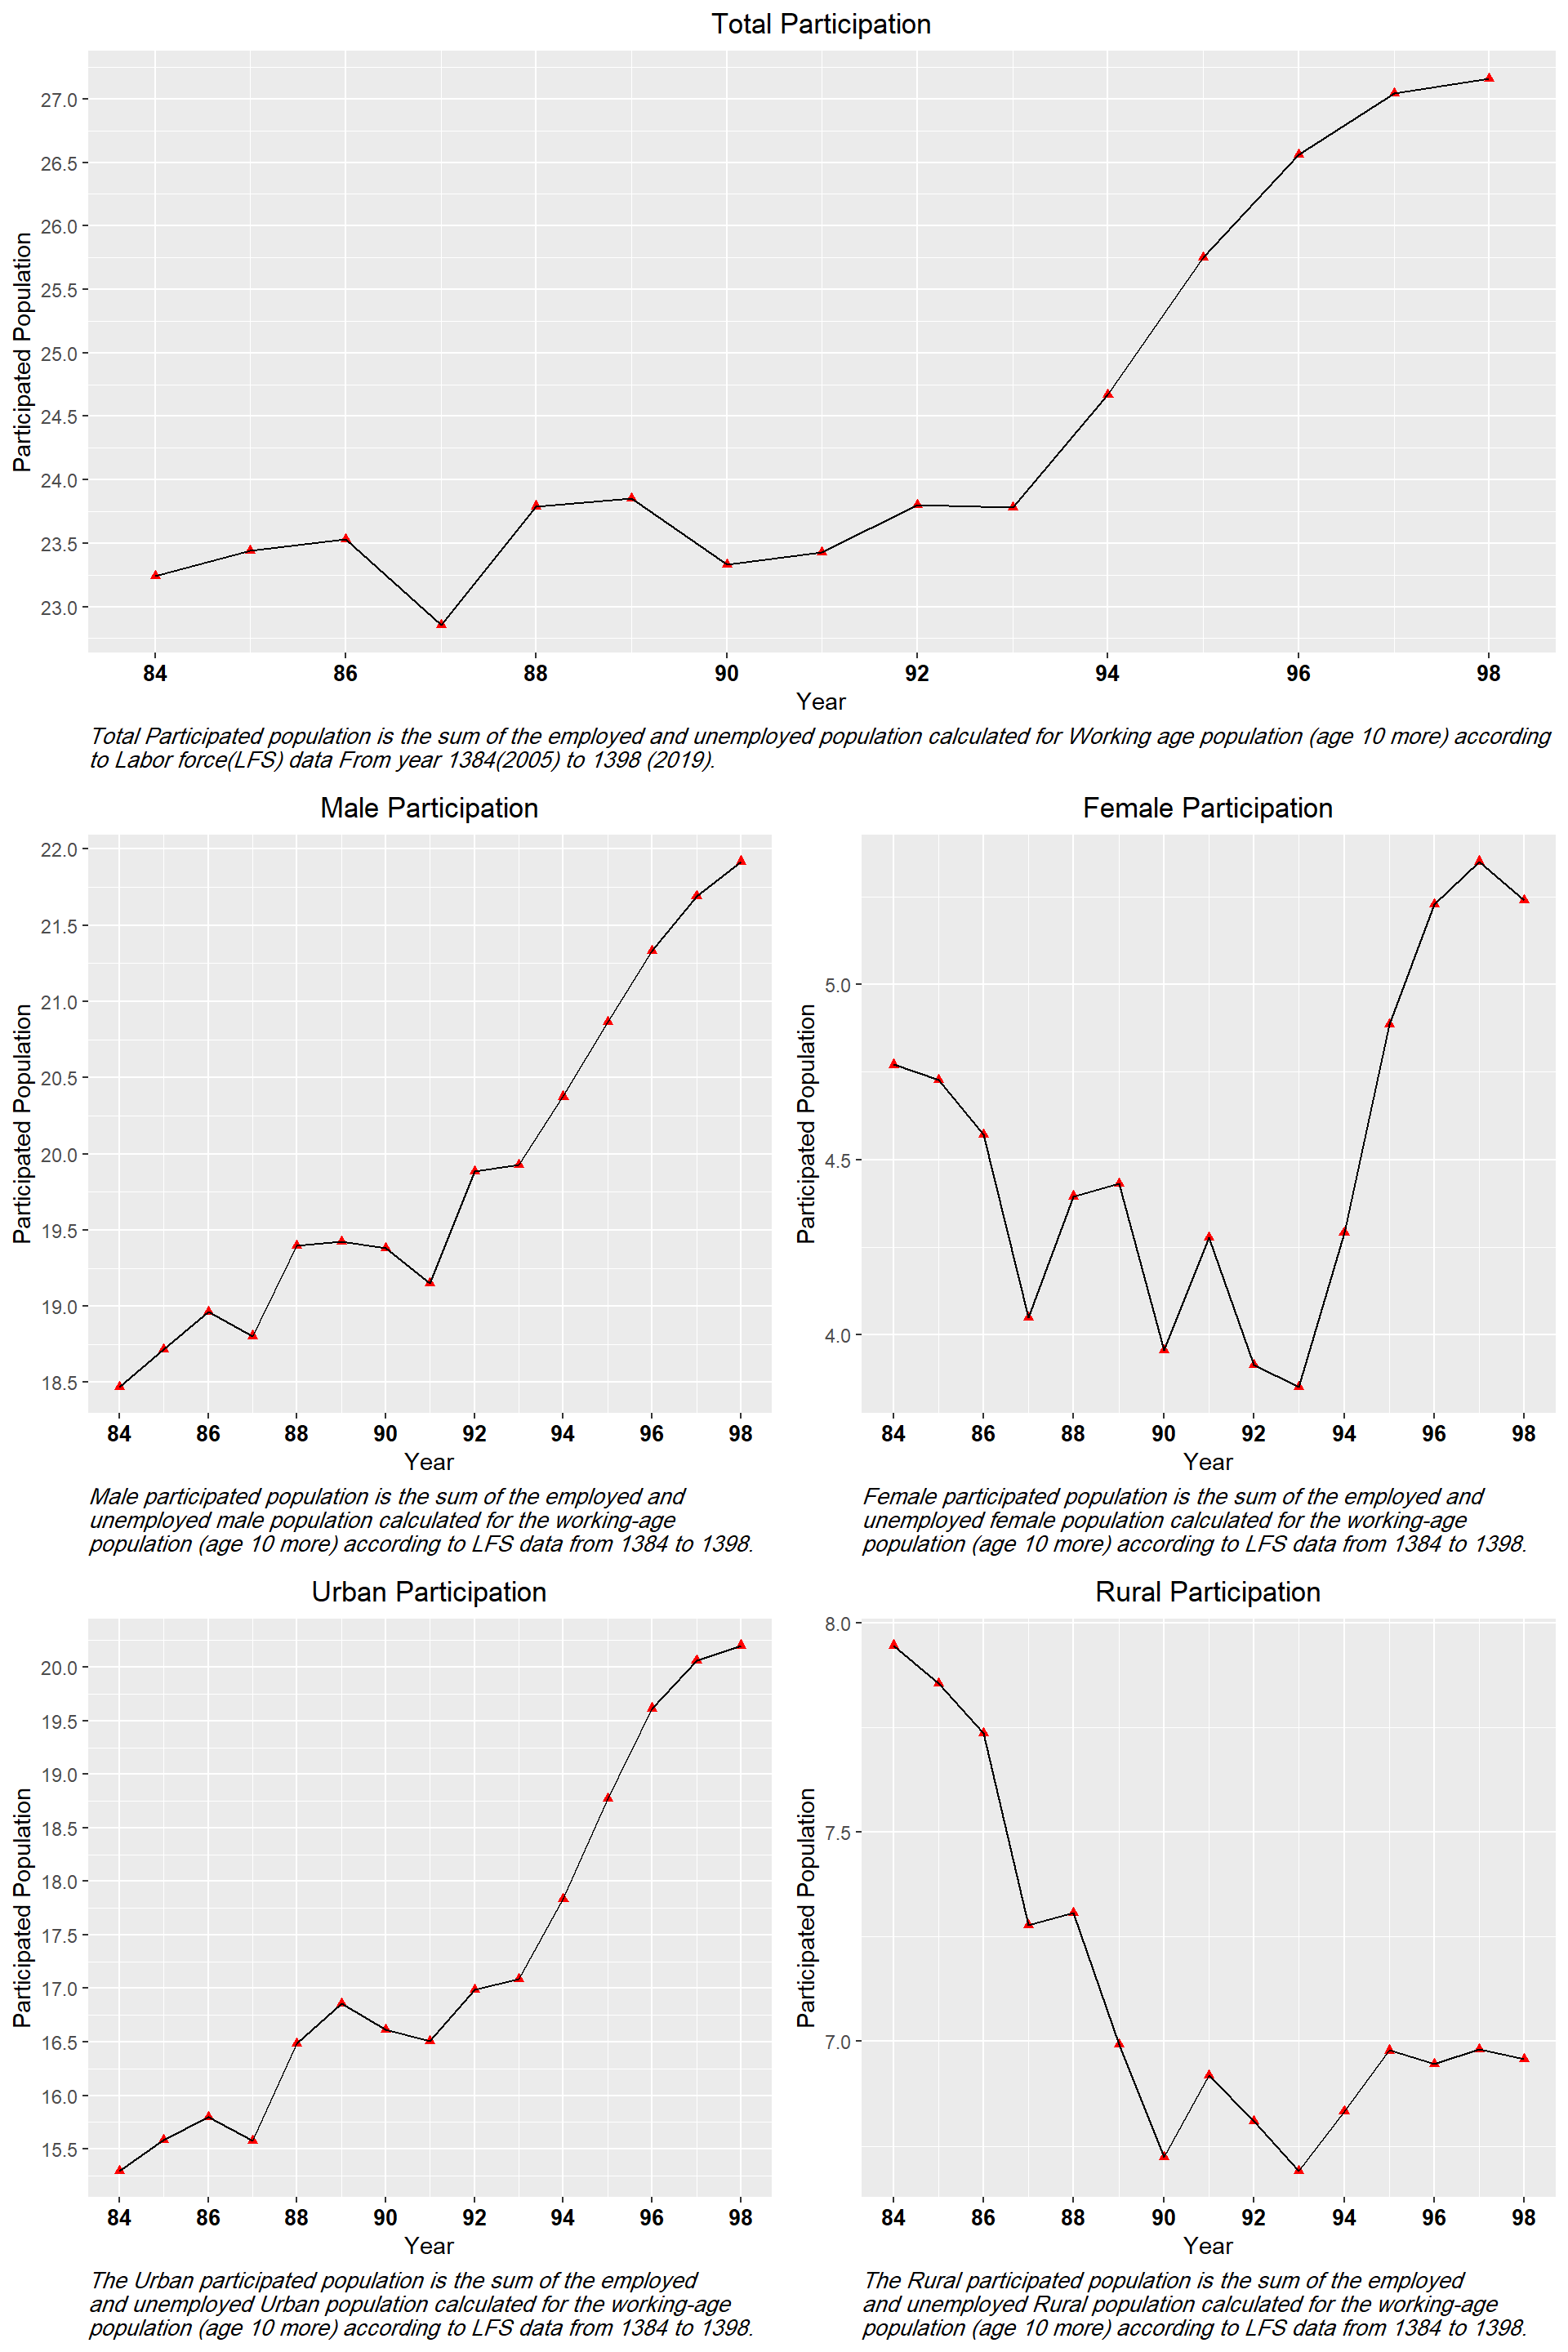 Total Participation
Participated Population
27.0
26.5
26.0
25.5
25.0
24.5
24.0
23.5
23.0
84 86 88 90 92 94 96 98
Year
Total Participated population is the sum of the employed and unemployed population calculated for Working age population (age 10 more) according
to Labor force(LFS) data From year 1384(2005) to 1398 (2019).
Male Participation
Participated Population
22.0
21.5
21.0
20.5
20.0
19.5
19.0
18.5
84 86 88 90 92 94 96 98
Year
Male participated population is the sum of the employed and
unemployed male population calculated for the working-age
population (age 10 more) according to LFS data from 1384 to 1398.
Female Participation
Participated Population
5.0
4.5
4.0
84 86 88 90 92 94 96 98
Year
Female participated population is the sum of the employed and
unemployed female population calculated for the working-age
population (age 10 more) according to LFS data from 1384 to 1398.
Urban Participation
Participated Population
20.0
19.5
19.0
18.5
18.0
17.5
17.0
16.5
16.0
15.5
84 86 88 90 92 94 96 98
Year
The Urban participated population is the sum of the employed
and unemployed Urban population calculated for the working-age
population (age 10 more) according to LFS data from 1384 to 1398.
Rural Participation
Participated Population
8.0
7.5
7.0
84 86 88 90 92 94 96 98
Year
The Rural participated population is the sum of the employed
and unemployed Rural population calculated for the working-age
population (age 10 more) according to LFS data from 1384 to 1398.